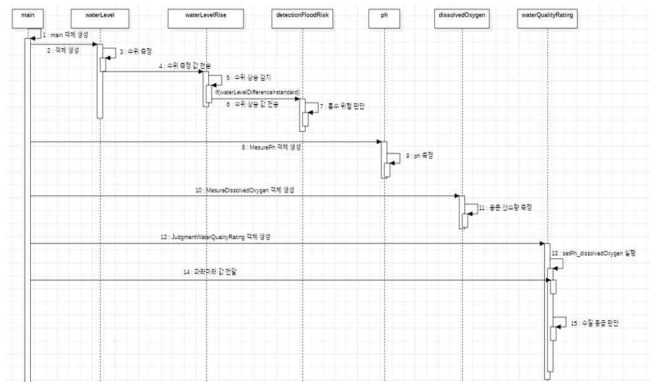 main waterLevel waterLevelRise detectionFloodRisk ph dissolvedOxygen waterQualityRating
1 : main 객체 생성
2 : 객체 생성
3 : 수위 측정
4 : 수위 측정 값 전송
5 : 수위 상승 감지
if(waterLevelDifference>standard)
6 : 수위 상승 값 전송
7 : 홍수 위험 판단
8 : MesurePh 객체 생성
9 : ph 측정
10 : MesureDissolvedOxygen 객체 생성
11 : 용존 산소량 측정
12 : JudgmentWaterQualityRating 객체 생성
13 : setPh_dissolvedOxygen 실행
14 : 파라미터 값 전달
15 : 수질 등급 판단